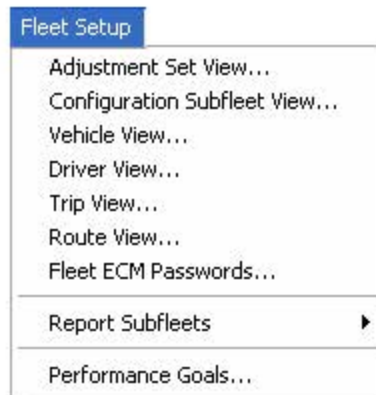 Fleet Setup
Adjustment Set View...
Configuration Subfleet View...
Vehicle View...
Driver View...
Trip View...
Route View...
Fleet ECM Passwords...
Report Subfleets
Performance Goals...